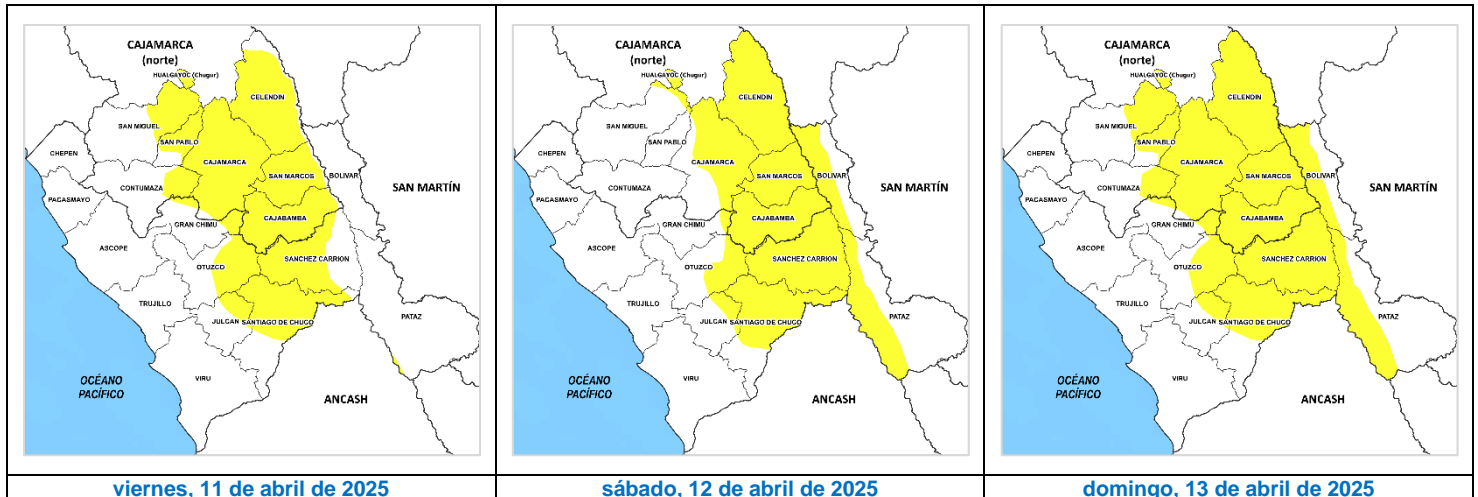 CAJAMARCA
(norte)
HUALGAYOC (Chugur)
CELENDIN
SAN MIGUEL
SAN PABLO
CHEPEN
CAJAMARCA
SAN MARCOS
BOLIVAR
SAN MARTÍN
CONTUMAZA
PACASMAYO
CAJABAMBA
GRAN CHIMU
ASCOPE
OTUZCO
SANCHEZ CARRION
TRUJILLO
JULCAN
SANTIAGO DE CHUCO
PATAZ
VIRU
OCÉANO
PACÍFICO
ANCASH
viernes, 11 de abril de 2025
CAJAMARCA
(norte)
HUALGAYOC (Chugur)
CELENDIN
SAN MIGUEL
SAN PABLO
CHEPEN
CAJAMARCA
SAN MARCOS
BOLIVAR
SAN MARTÍN
CONTUMAZA
PACASMAYO
CAJABAMBA
GRAN CHIMU
ASCOPE
OTUZCO
SANCHEZ CARRION
TRUJILLO
JULCAN
SANTIAGO DE CHUCO
PATAZ
VIRU
OCÉANO
PACÍFICO
ANCASH
sábado, 12 de abril de 2025
CAJAMARCA
(norte)
HUALGAYOC (Chugur)
CELENDIN
SAN MIGUEL
SAN PABLO
CHEPEN
CAJAMARCA
SAN MARCOS
BOLIVAR
SAN MARTÍN
CONTUMAZA
PACASMAYO
CAJABAMBA
GRAN CHIMU
ASCOPE
OTUZCO
SANCHEZ CARRION
TRUJILLO
JULCAN
SANTIAGO DE CHUCO
PATAZ
VIRU
OCÉANO
PACÍFICO
ANCASH
domingo, 13 de abril de 2025